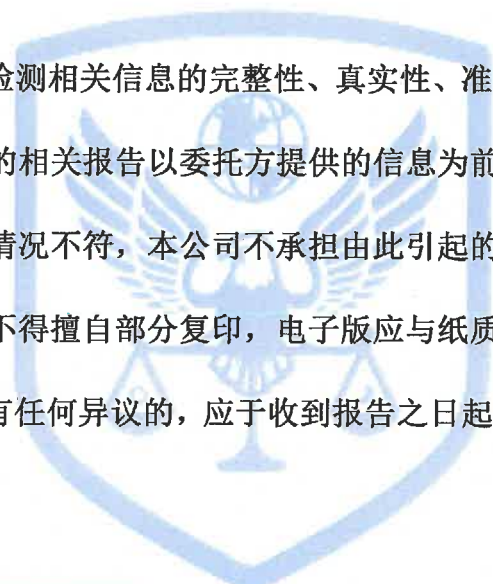 检测相关信息的完整性、真实性、准
的相关报告以委托方提供的信息为前
情况不符，本公司不承担由此引起的
不得擅自部分复印，电子版应与纸质
有任何异议的，应于收到报告之日起